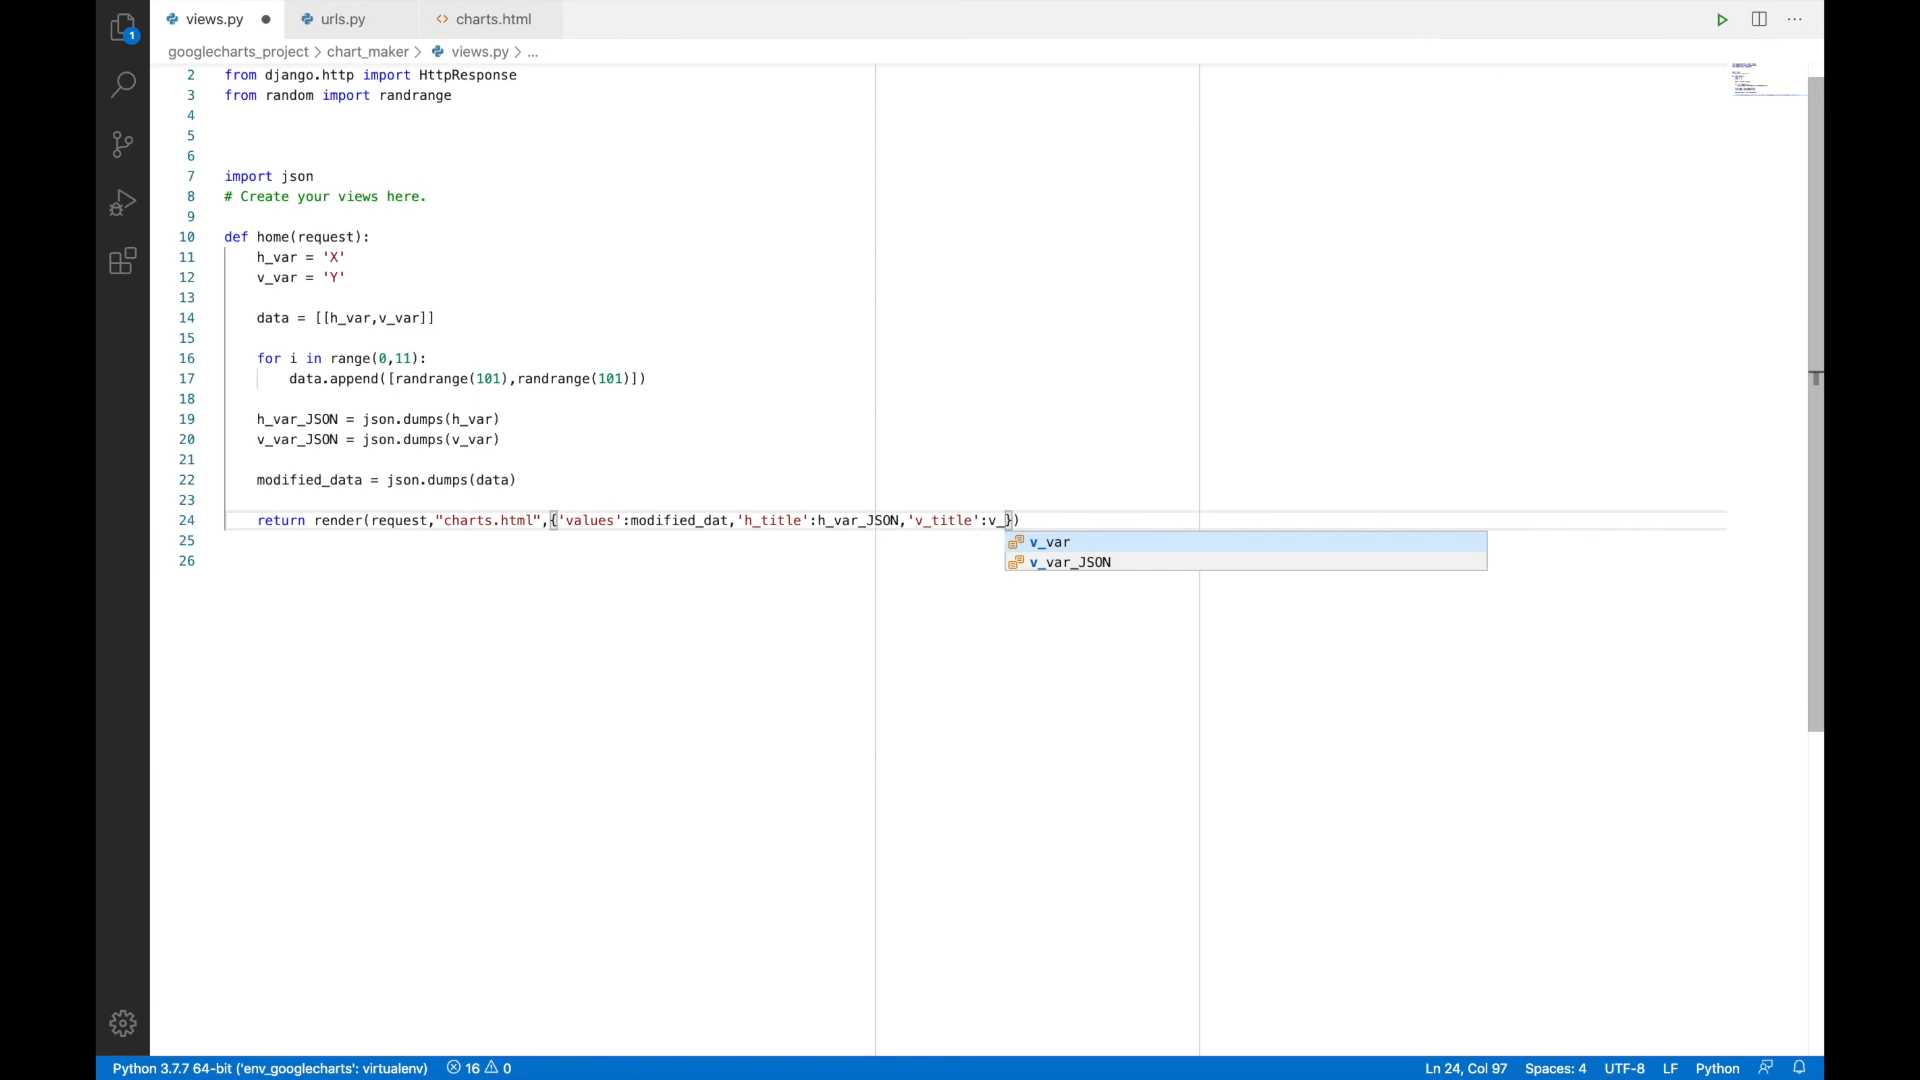 views.py urls.py charts.html
googlecharts_project > chart_maker > views.py > ...
1
2 from django.http import HttpResponse
3 from random import randrange
4
5
6
7 import json
8 # Create your views here.
9
10 def home(request):
11 h_var = 'X'
12 v_var = 'Y'
13
14 data = [[h_var,v_var]]
15
16 for i in range(0,11):
17 data.append([randrange(101),randrange(101)])
18
19 h_var_JSON = json.dumps(h_var)
20 v_var_JSON = json.dumps(v_var)
21
22 modified_data = json.dumps(data)
23
24 return render(request,"charts.html",{'values':modified_dat,'h_title':h_var_JSON,'v_title':v_})
25 v_var
26 v_var_JSON
Python 3.7.7 64-bit ('env_googlecharts': virtualenv) 16 0 Ln 24, Col 97 Spaces: 4 UTF-8 LF Python